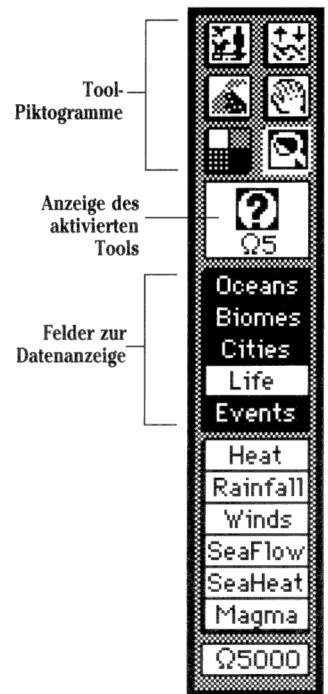 Tool-
Piktogramme
Anzeige des
aktivierten
Tools
?
Ω5
Felder zur
Datenanzeige
Oceans
Biomes
Cities
Life
Events
Heat
Rainfall
Winds
SeaFlow
SeaHeat
Magma
Ω5000